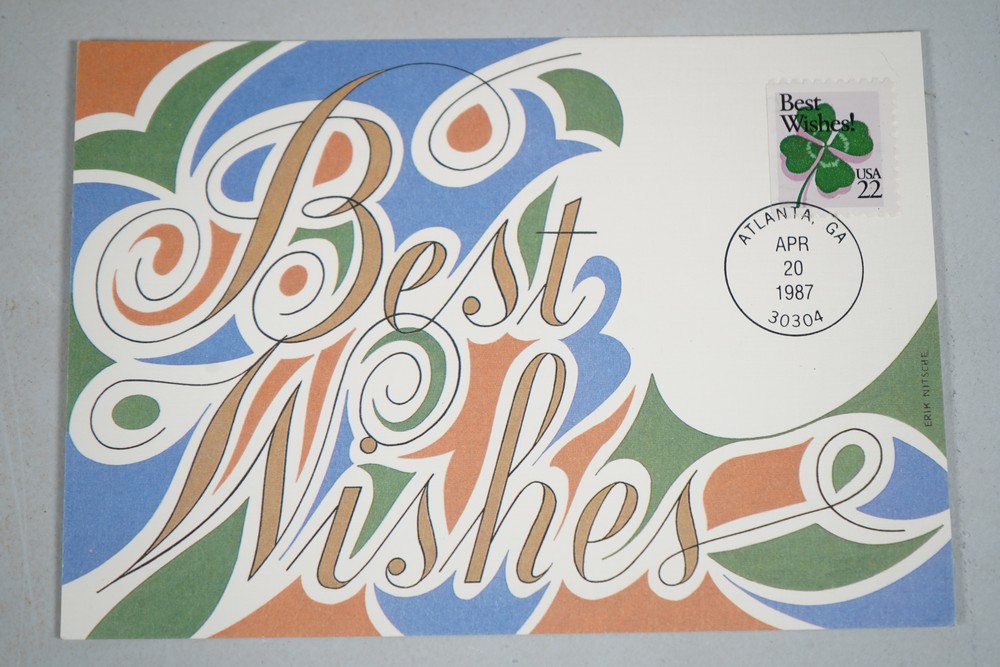 Best
Wishes
Best
Wishes!
USA
22
ATLANTA, GA
APR
20
1987
30304
ERIK NITSCHE